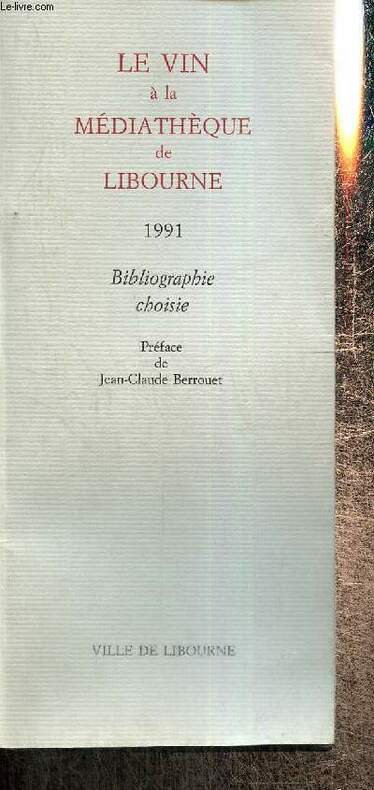 Le-livre.com
LE VIN
à la
MÉDIATHÈQUE
de
LIBOURNE
1991
Bibliographie
choisie
Préface
de
Jean-Claude Berrouet
VILLE DE LIBOURNE